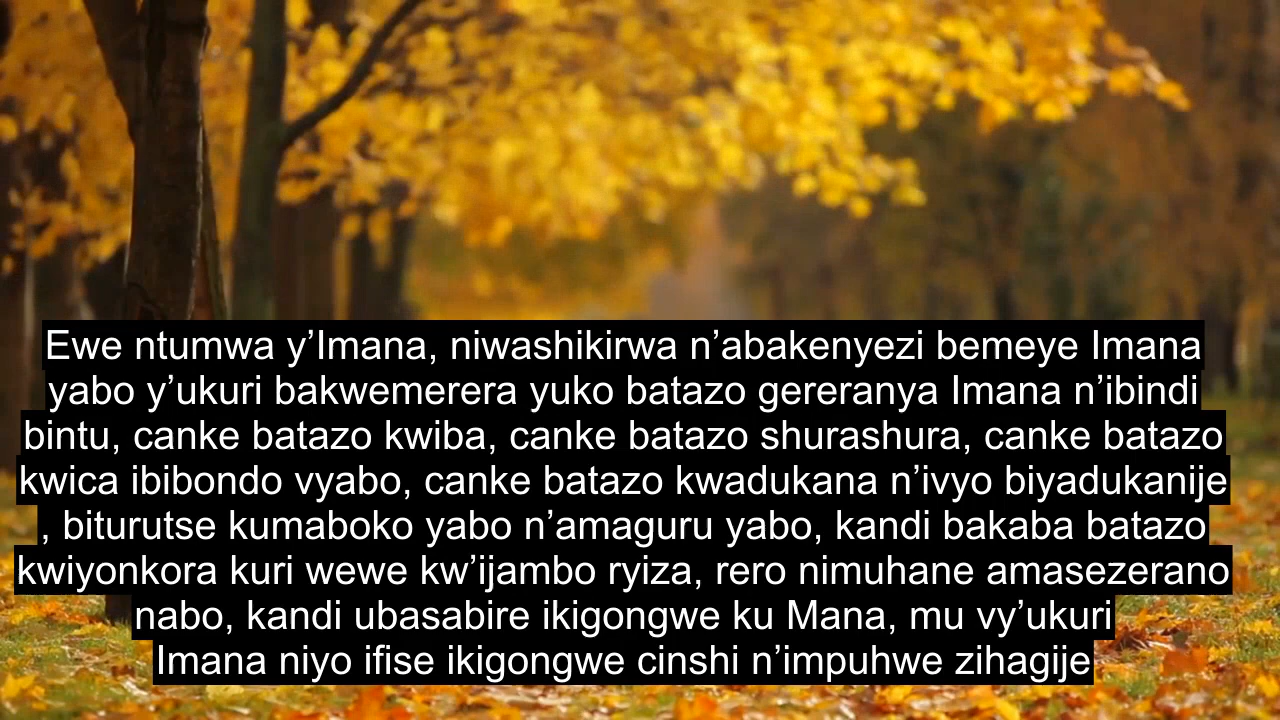 Ewe ntumwa y’Imana, niwashikirwa n’abakenyezi bemeye Imana
yabo y’ukuri bakwemerera yuko batazo gereranya Imana n’ibindi
bintu, canke batazo kwiba, canke batazo shurashura, canke batazo
kwica ibibondo vyabo, canke batazo kwadukana n’ivyo biyadukanije
, biturutse kumaboko yabo n’amaguru yabo, kandi bakaba batazo
kwiyonkora kuri wewe kw’ijambo ryiza, rero nimuhane amasezerano
nabo, kandi ubasabire ikigongwe ku Mana, mu vy’ukuri
Imana niyo ifise ikigongwe cinshi n’impuhwe zihagije